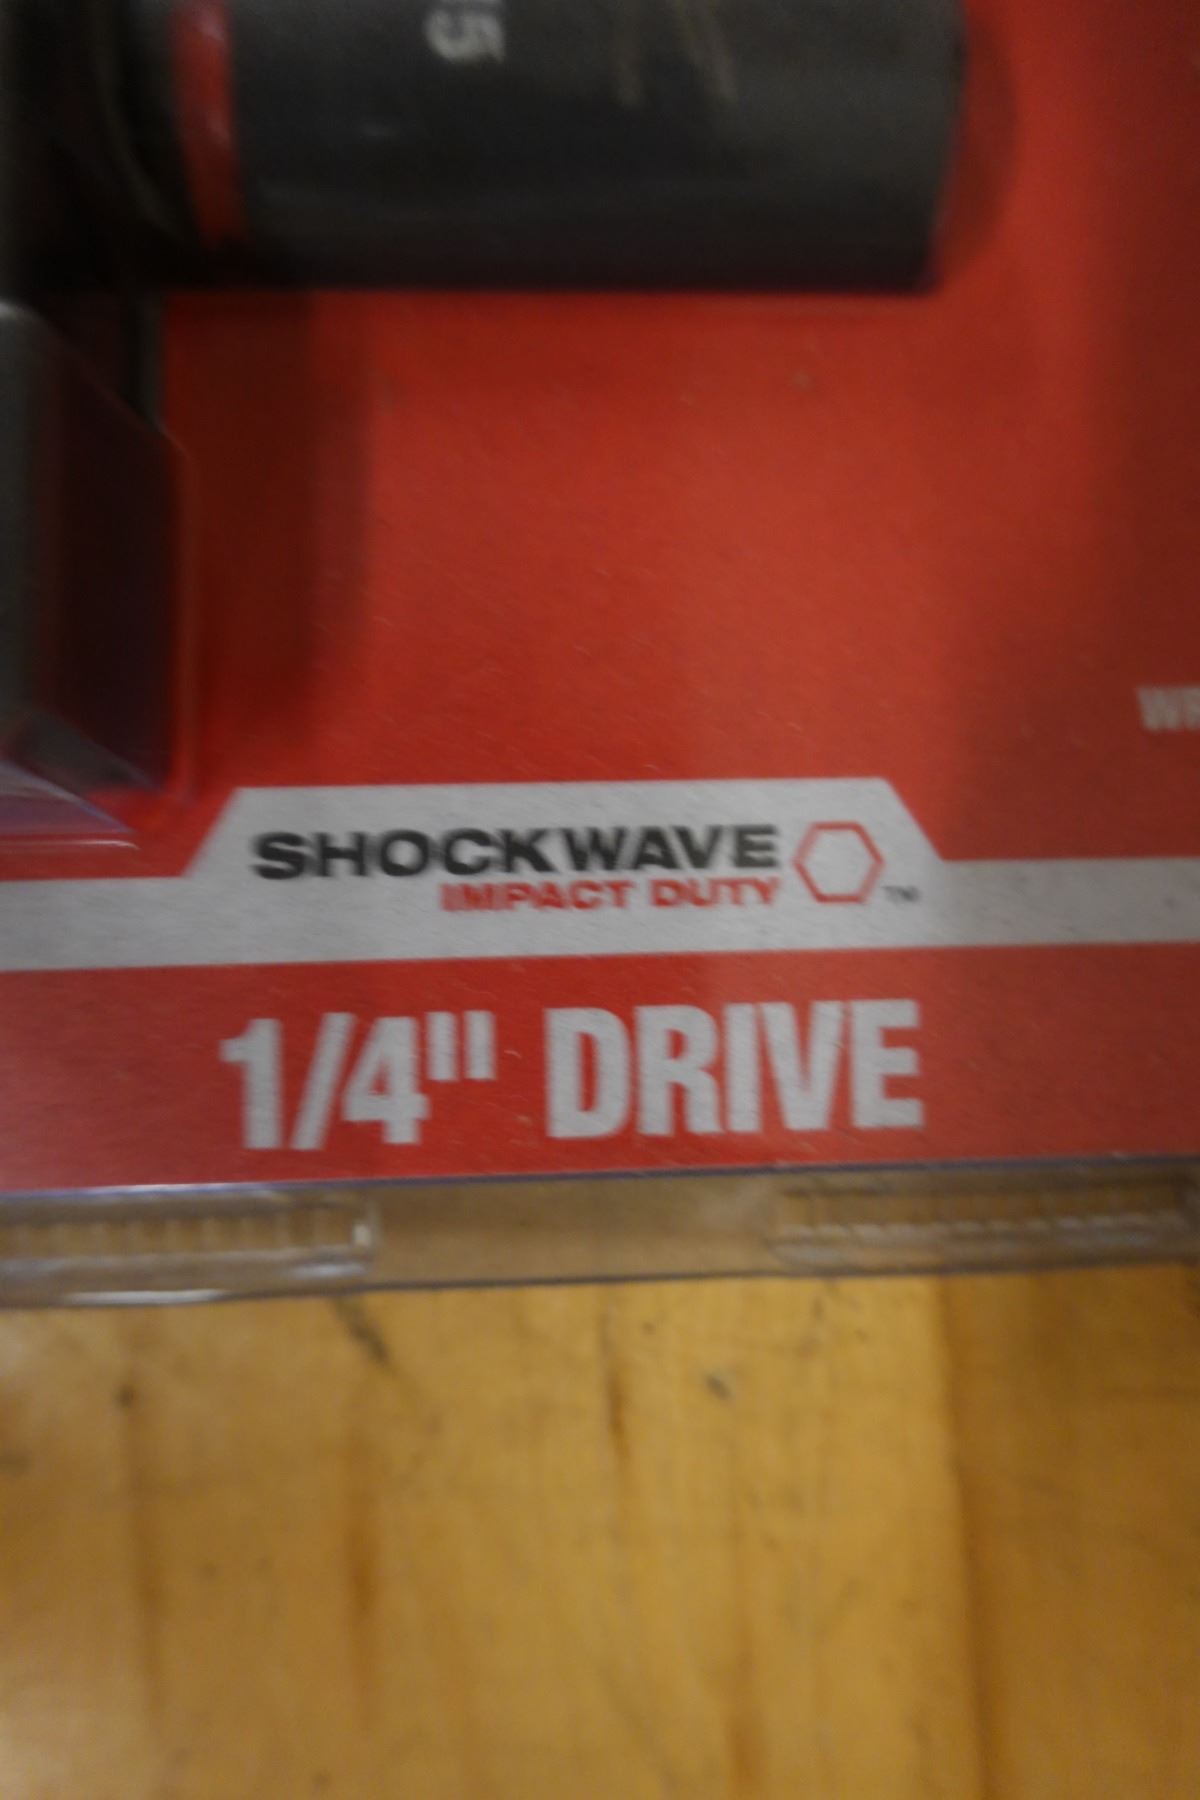 SHOCKWAVE
IMPACT DUTY
TM
1/4" DRIVE